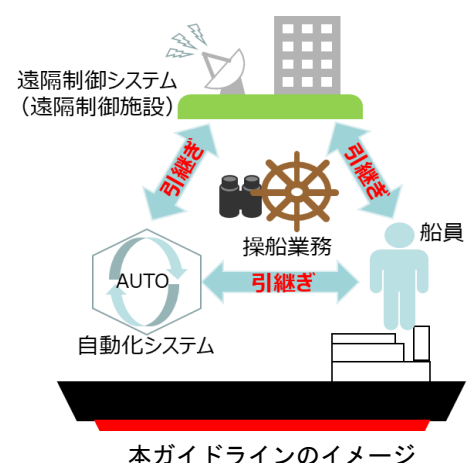 遠隔制御システム
（遠隔制御施設）
引継ぎ
引継ぎ
操船業務
船員
AUTO
引継ぎ
自動化システム
本ガイドラインのイメージ